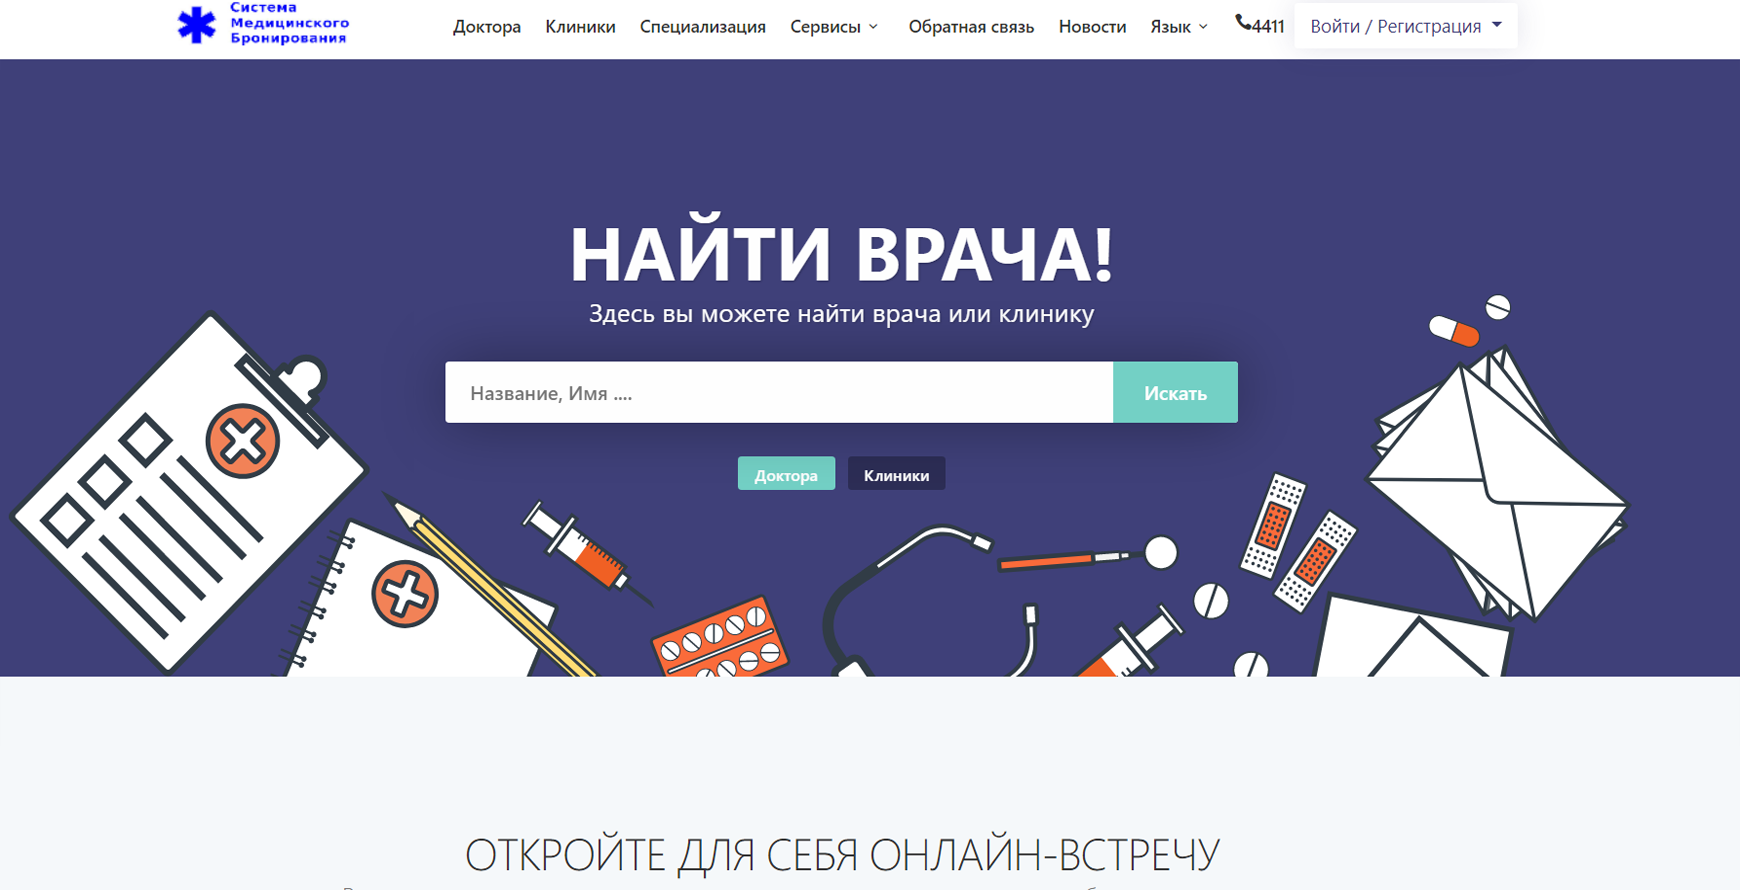 Система
Медицинского
Бронирования
Доктора Клиники Специализация Сервисы Обратная связь Новости Язык 4411 Войти / Регистрация
НАЙТИ ВРАЧА!
Здесь вы можете найти врача или клинику
Название, Имя .... Искать
Доктора Клиники
ОТКРОЙТЕ ДЛЯ СЕБЯ ОНЛАЙН-ВСТРЕЧУ